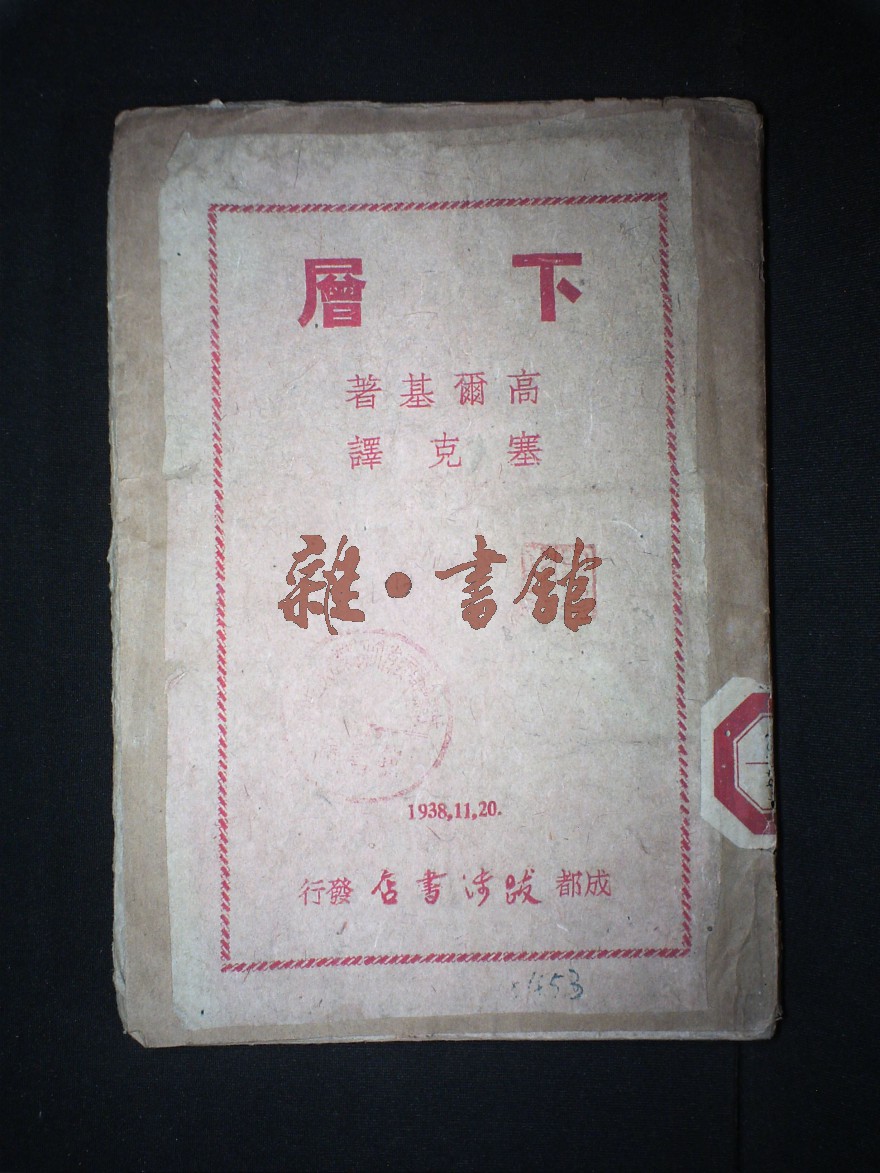 下層
高爾基著
塞克譯
雜·書館
1938,11,20.
成都跋涉書店發行
453